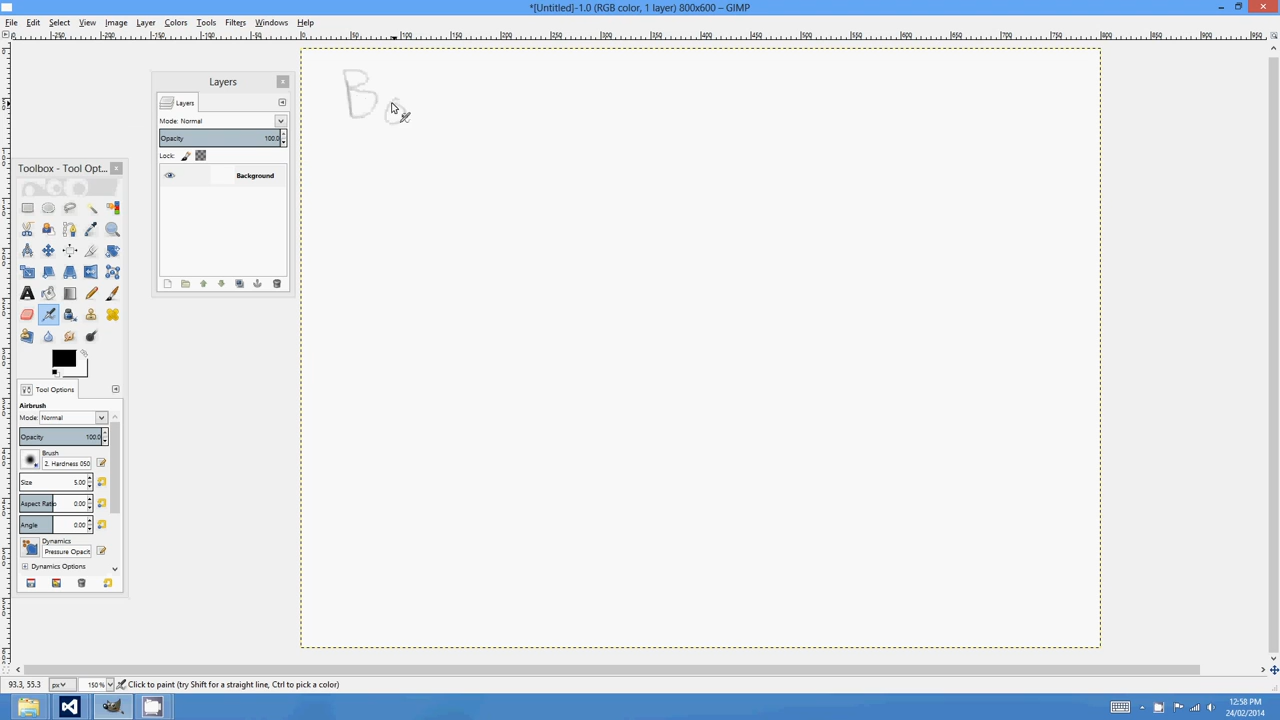 *[Untitled]-1.0 (RGB color, 1 layer) 800x600 – GIMP
File Edit Select View Image Layer Colors Tools Filters Windows Help
Layers
Layers
Mode: Normal
Opacity 100.0
Lock:
Background
Toolbox - Tool Opt...
Tool Options
Airbrush
Mode: Normal
Opacity 100.0
Brush
2. Hardness 050
Size 5.00
Aspect Ratio 0.00
Angle 0.00
Dynamics
Pressure Opacit
Dynamics Options
B
93.3, 55.3 px 150% Click to paint (try Shift for a straight line, Ctrl to pick a color)
12:58 PM
24/02/2014